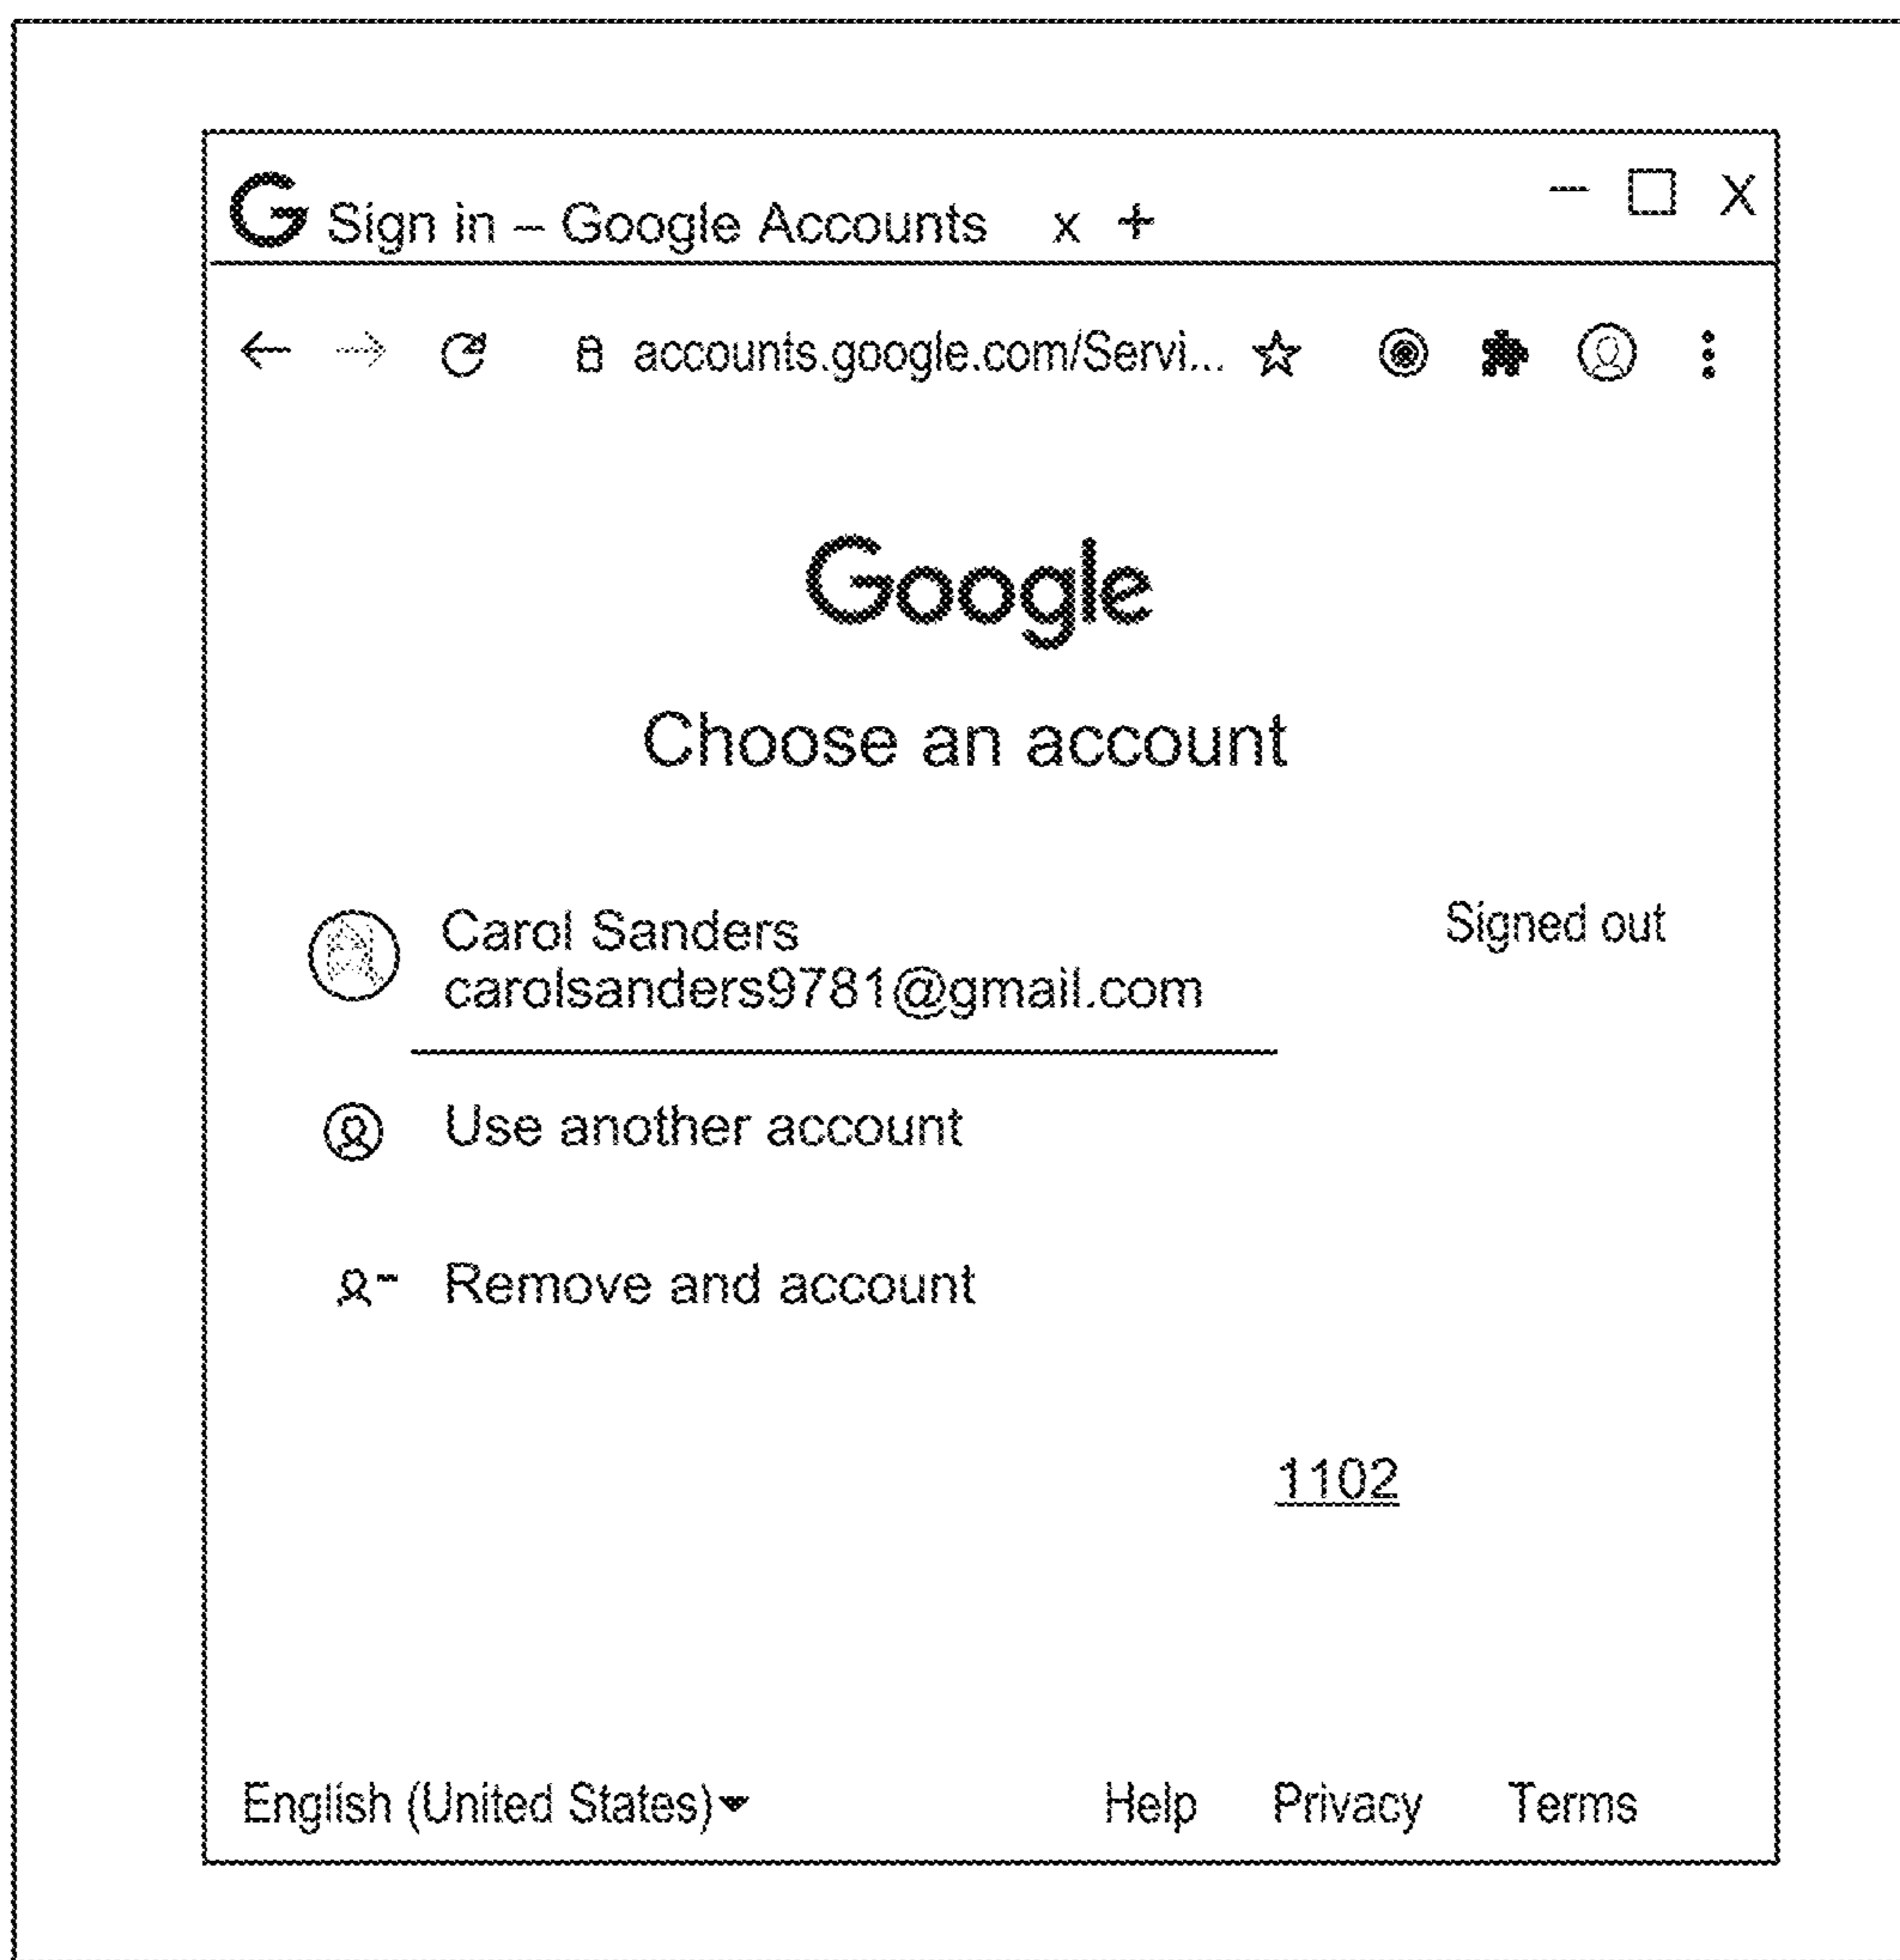 G Sign in – Google Accounts x +
accounts.google.com/Servi...
Google
Choose an account
Carol Sanders Signed out
carolsanders9781@gmail.com
Use another account
Remove and account
1102
English (United States) Help Privacy Terms